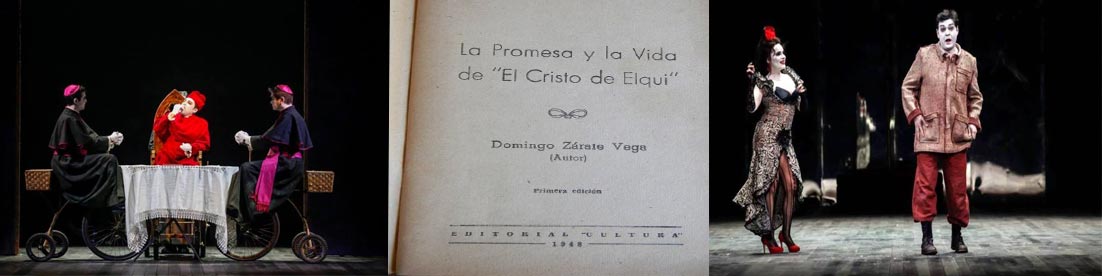 La Promesa y la Vida
de "El Cristo de Elqui"
Domingo Zárate Vega
(Autor)
Primera edición
EDITORIAL "CULTURA"
1948